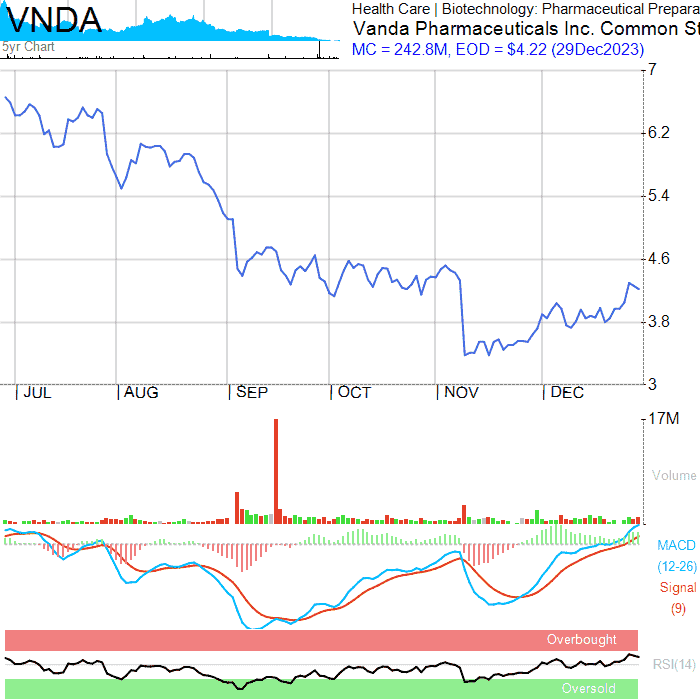 VNDA
5yr Chart
Health Care | Biotechnology: Pharmaceutical Prepara
Vanda Pharmaceuticals Inc. Common St
MC = 242.8M, EOD = $4.22 (29Dec2023)
7
6.2
5.4
4.6
3.8
3
JUL
AUG
SEP
OCT
NOV
DEC
17M
Volume
MACD
(12-26)
Signal
(9)
Overbought
RSI(14)
Oversold